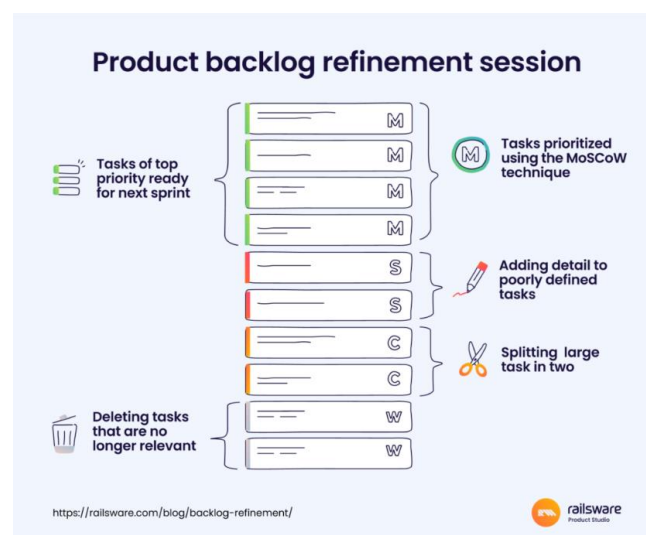 Product backlog refinement session
Tasks of top
priority ready
for next sprint
M
M
M
M
S
S
C
C
W
W
M
Tasks prioritized
using the MoSCoW
technique
Adding detail to
poorly defined
tasks
Splitting large
task in two
Deleting tasks
that are no
longer relevant
https://railsware.com/blog/backlog-refinement/
railsware
Product Studio